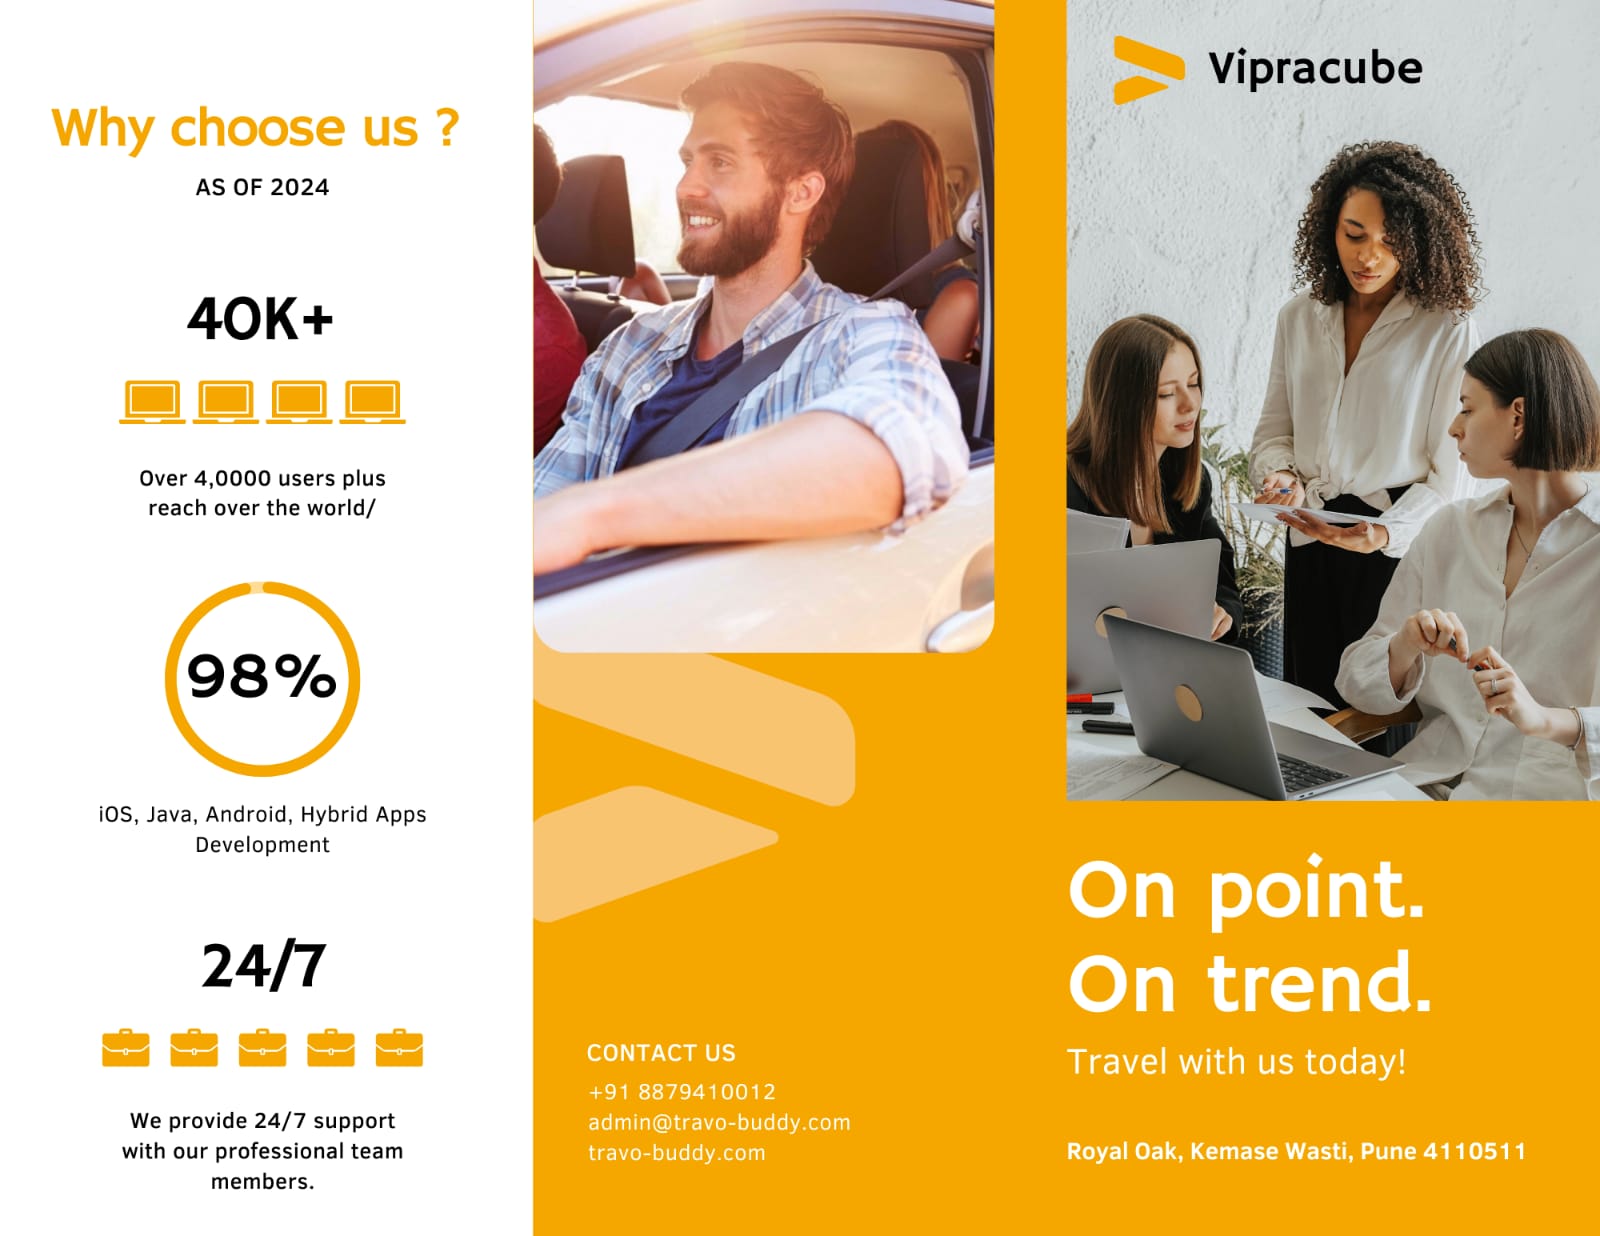 Why choose us ?
AS OF 2024
40K+
Over 4,0000 users plus
reach over the world/
98%
iOS, Java, Android, Hybrid Apps
Development
24/7
We provide 24/7 support
with our professional team
members.
CONTACT US
+91 8879410012
admin@travo-buddy.com
travo-buddy.com
Vipracube
On point.
On trend.
Travel with us today!
Royal Oak, Kemase Wasti, Pune 4110511